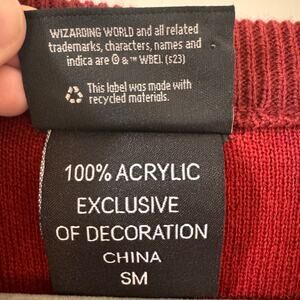 WIZARDING WORLD and all related
trademarks, characters, names and
indicia are © & ™ WBEI. (s23)
This label was made with
recycled materials.
100% ACRYLIC
EXCLUSIVE
OF DECORATION
CHINA
SM